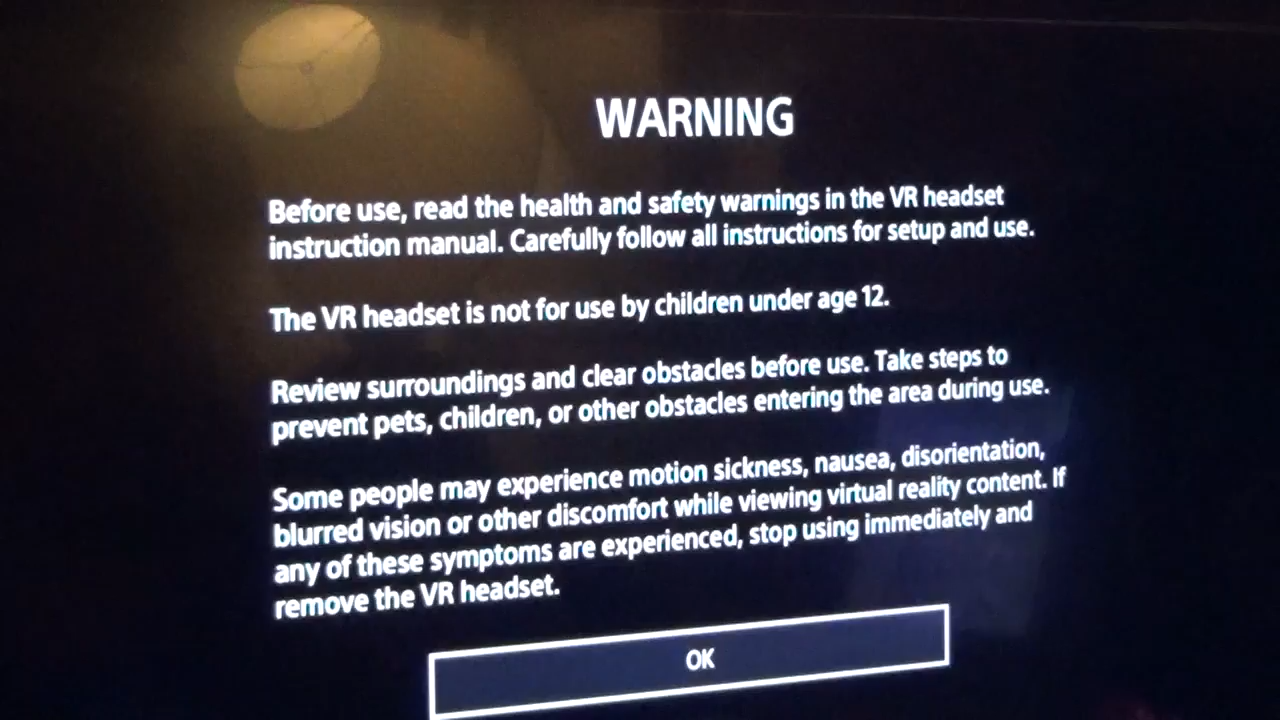 WARNING
Before use, read the health and safety warnings in the VR headset
instruction manual. Carefully follow all instructions for setup and use.
The VR headset is not for use by children under age 12.
Review surroundings and clear obstacles before use. Take steps to
prevent pets, children, or other obstacles entering the area during use.
Some people may experience motion sickness, nausea, disorientation,
blurred vision or other discomfort while viewing virtual reality content. If
any of these symptoms are experienced, stop using immediately and
remove the VR headset.
OK